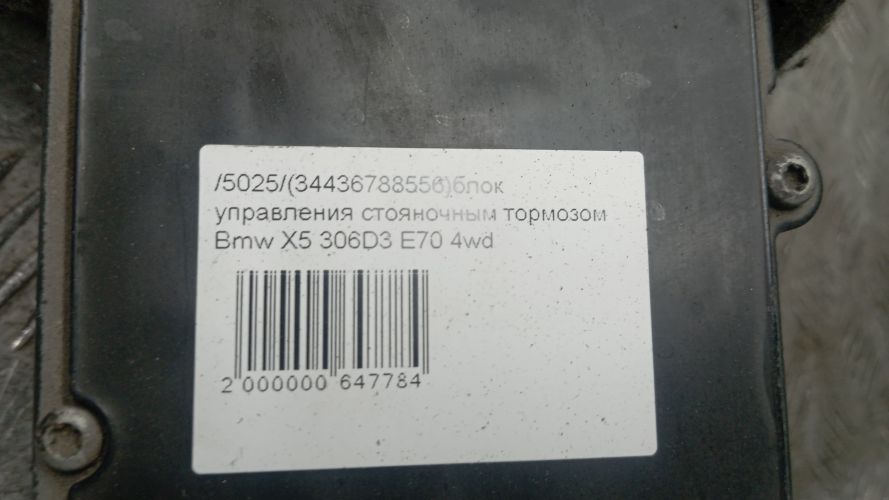 /5025/(34436788556)блок
управления стояночным тормозом
Bmw X5 306D3 E70 4wd
2 000000 647784